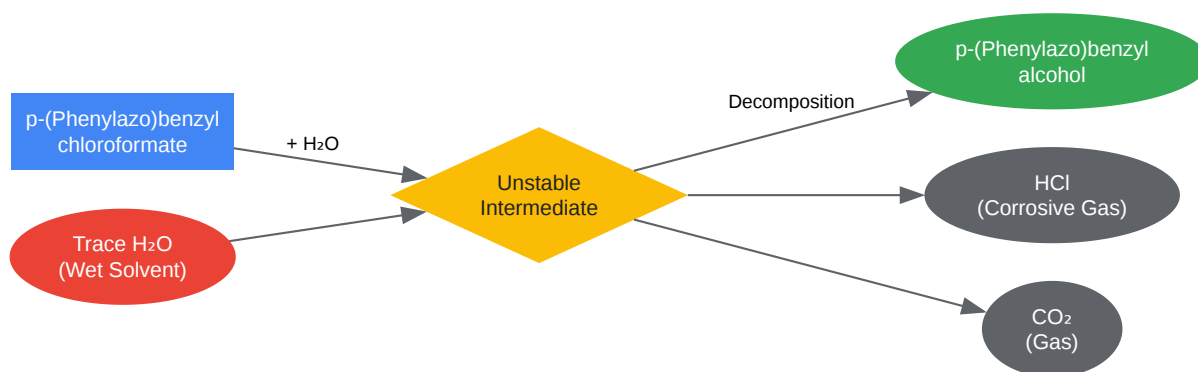 p-(Phenylazo)benzyl
chloroformate
+ H₂O
Trace H₂O
(Wet Solvent)
Unstable
Intermediate
Decomposition
p-(Phenylazo)benzyl
alcohol
HCl
(Corrosive Gas)
CO₂
(Gas)